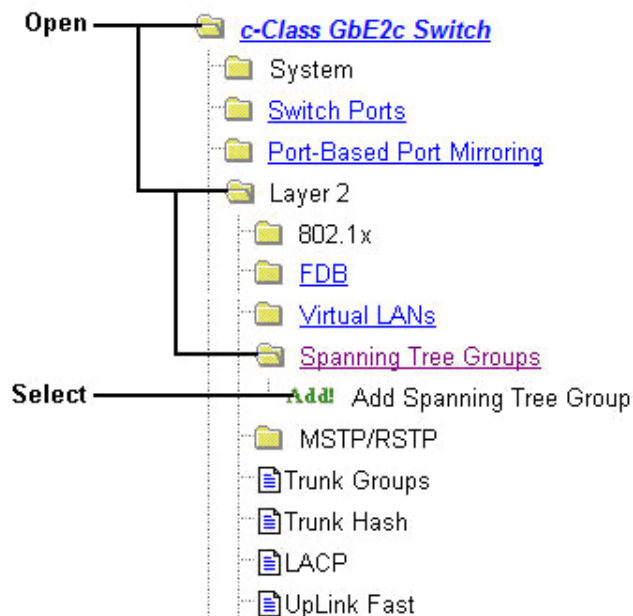 Open c-Class GbE2c Switch
System
Switch Ports
Port-Based Port Mirroring
Layer 2
802.1x
FDB
Virtual LANs
Spanning Tree Groups
Select Add! Add Spanning Tree Group
MSTP/RSTP
Trunk Groups
Trunk Hash
LACP
UpLink Fast